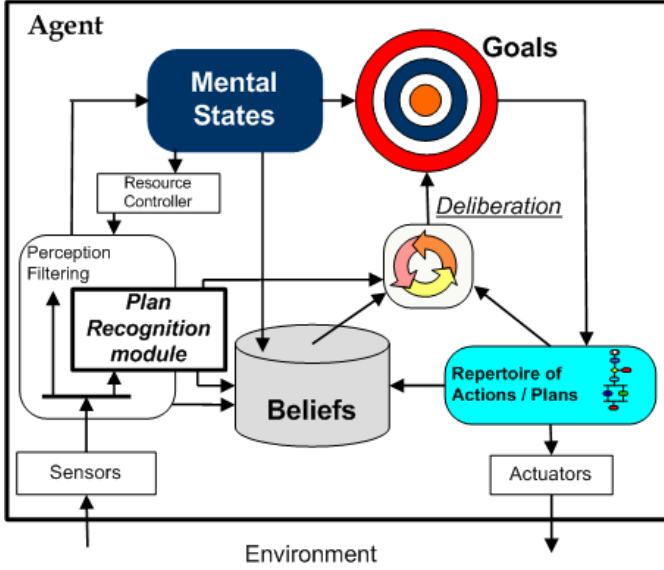 Agent
Mental
States
Goals
Resource
Controller
Deliberation
Perception
Filtering
Plan
Recognition
module
Beliefs
Repertoire of
Actions / Plans
Sensors
Actuators
Environment